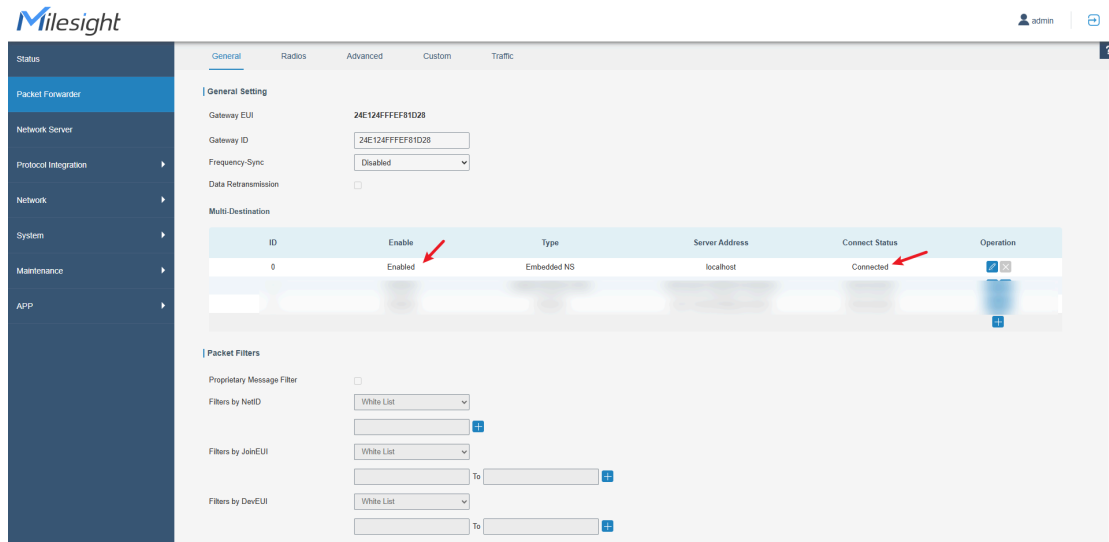 Milesight
admin
Status
Packet Forwarder
Network Server
Protocol Integration
Network
System
Maintenance
APP
General Radios Advanced Custom Traffic
General Setting
Gateway EUI 24E124FFFEF81D28
Gateway ID 24E124FFFEF81D28
Frequency-Sync Disabled
Data Retransmission
Multi-Destination
ID Enable Type Server Address Connect Status Operation
0 Enabled Embedded NS localhost Connected
Packet Filters
Proprietary Message Filter
Filters by NetID White List
Filters by JoinEUI White List
To
Filters by DevEUI White List
To